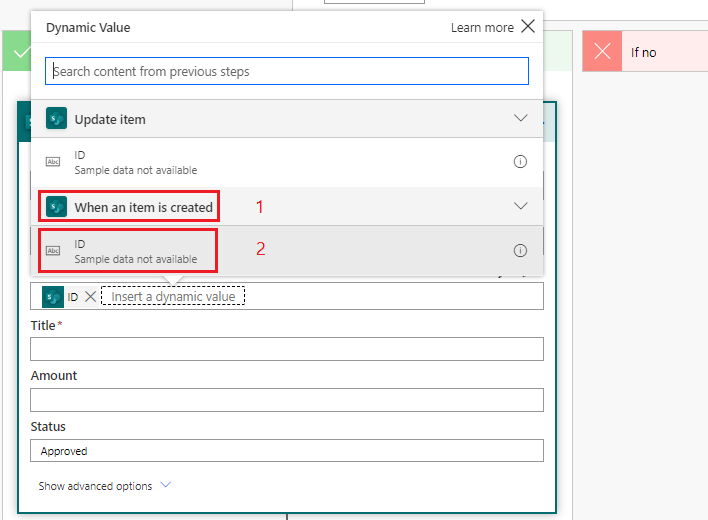 Dynamic Value
Learn more
If no
Search content from previous steps
Update item
Abc
ID
Sample data not available
When an item is created
1
Abc
ID
Sample data not available
2
ID
Insert a dynamic value
Title*
Amount
Status
Approved
Show advanced options